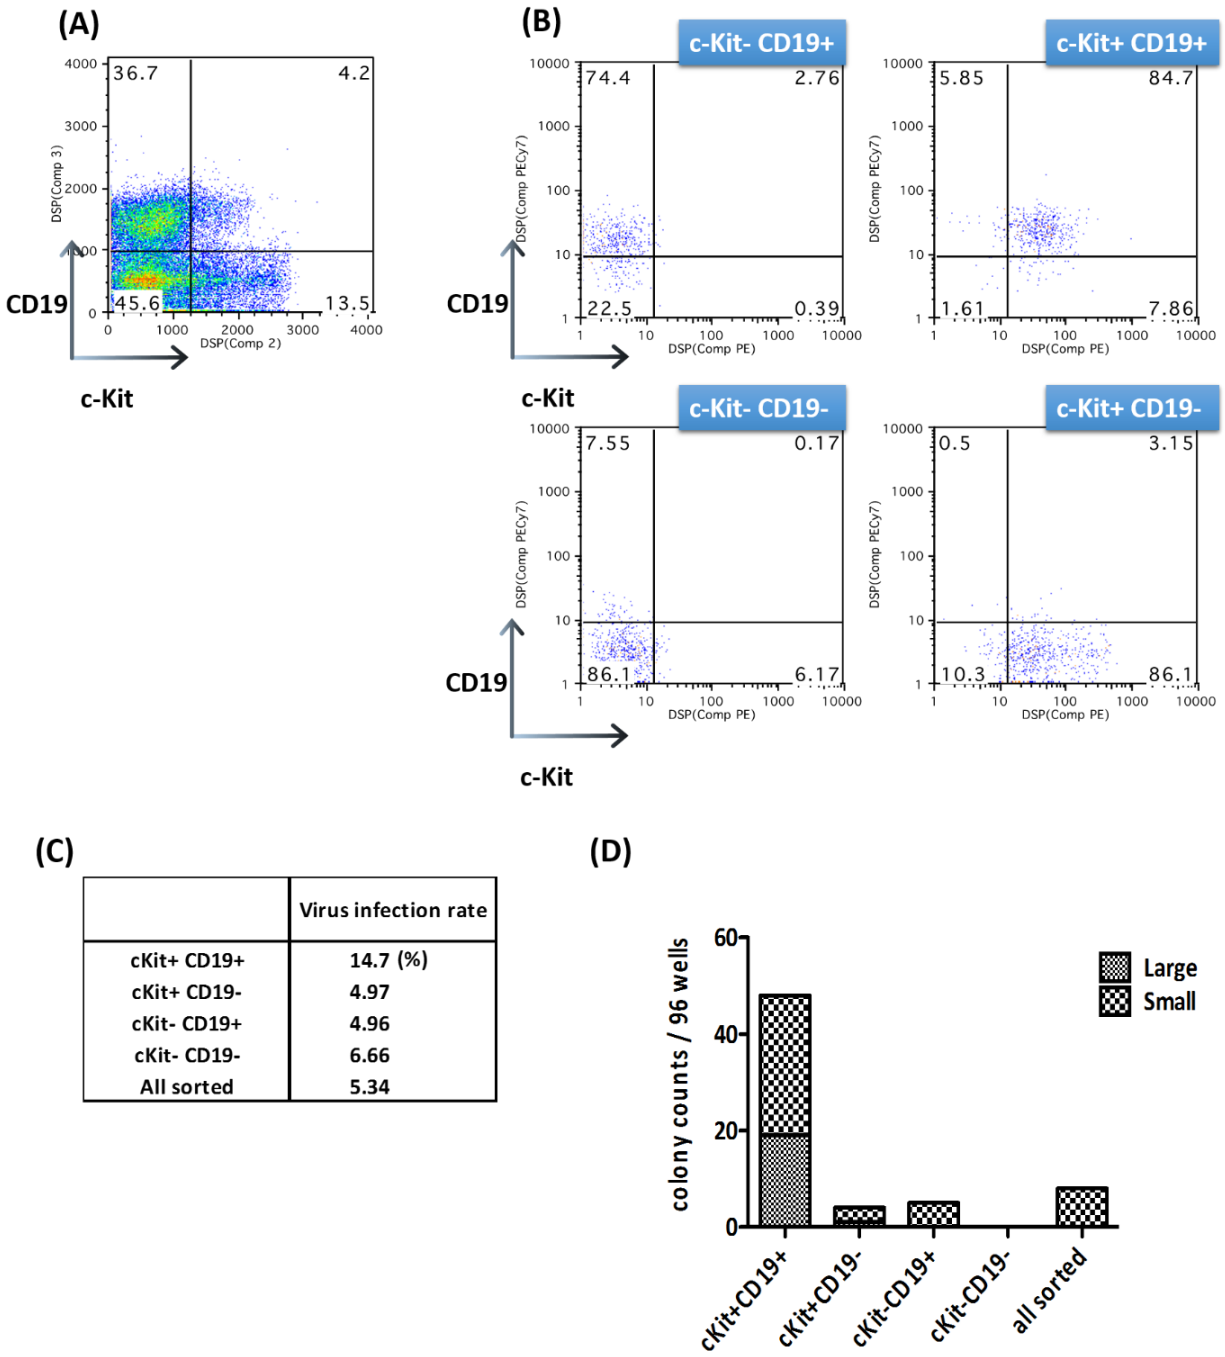 (A)
4000
3000
2000
1000
0
36.7
4.2
45.6
13.5
DSP(Comp 3)
0 1000 2000 3000 4000
DSP(Comp 2)
CD19
c-Kit
(B)
c-Kit- CD19+
10000
1000
100
10
1
74.4
2.76
22.5
0.39
DSP(Comp PECy7)
1 10 100 1000 10000
DSP(Comp PE)
CD19
c-Kit
c-Kit+ CD19+
10000
1000
100
10
1
5.85
84.7
1.61
7.86
DSP(Comp PECy7)
1 10 100 1000 10000
DSP(Comp PE)
c-Kit- CD19-
10000
1000
100
10
1
7.55
0.17
86.1
6.17
DSP(Comp PECy7)
1 10 100 1000 10000
DSP(Comp PE)
CD19
c-Kit
c-Kit+ CD19-
10000
1000
100
10
1
0.5
3.15
10.3
86.1
DSP(Comp PECy7)
1 10 100 1000 10000
DSP(Comp PE)
(C)
Virus infection rate
cKit+ CD19+ 14.7 (%)
cKit+ CD19- 4.97
cKit- CD19+ 4.96
cKit- CD19- 6.66
All sorted 5.34
(D)
colony counts / 96 wells
60
40
20
0
Large
Small
cKit+CD19+
cKit+CD19-
cKit-CD19+
cKit-CD19-
all sorted